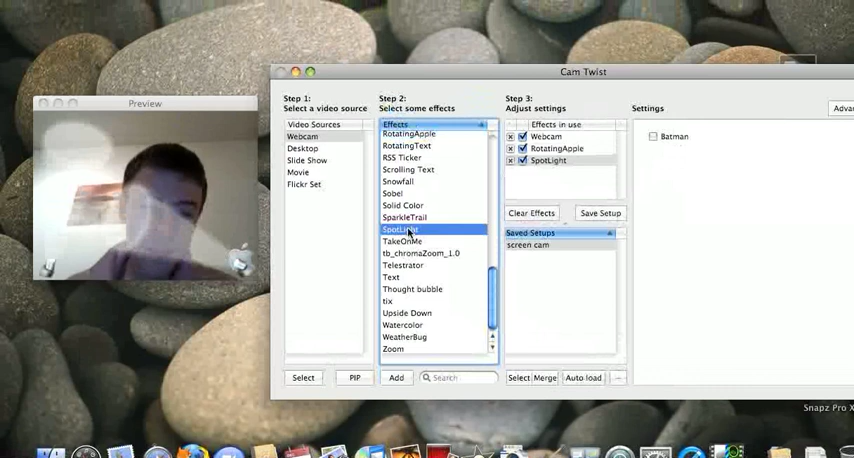 Cam Twist
Preview
Step 1:
Select a video source
Video Sources
Webcam
Desktop
Slide Show
Movie
Flickr Set
Select
PIP
Step 2:
Select some effects
Effects
RotatingApple
RotatingText
RSS Ticker
Scrolling Text
Snowfall
Sobel
Solid Color
SparkleTrail
SpotLight
TakeOnMe
tb_chromaZoom_1.0
Telestrator
Text
Thought bubble
tix
Upside Down
Watercolor
WeatherBug
Zoom
Add
Search
Step 3:
Adjust settings
Effects in use
Webcam
RotatingApple
SpotLight
Clear Effects
Save Setup
Saved Setups
screen cam
Select
Merge
Auto load
Settings
Advan
Batman
Snapz Pro X